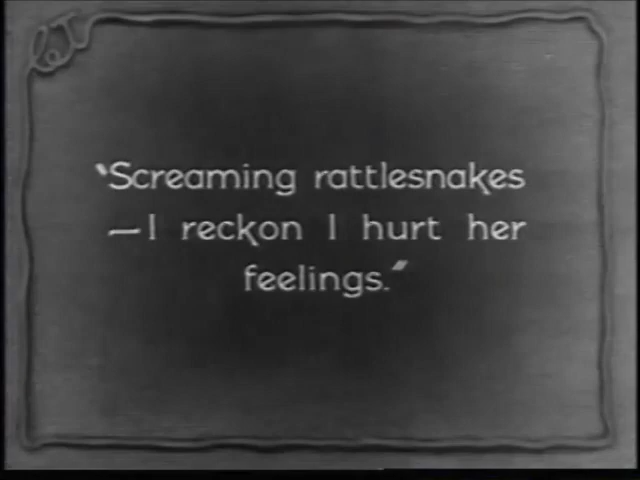 "Screaming rattlesnakes
—I reckon I hurt her
feelings."